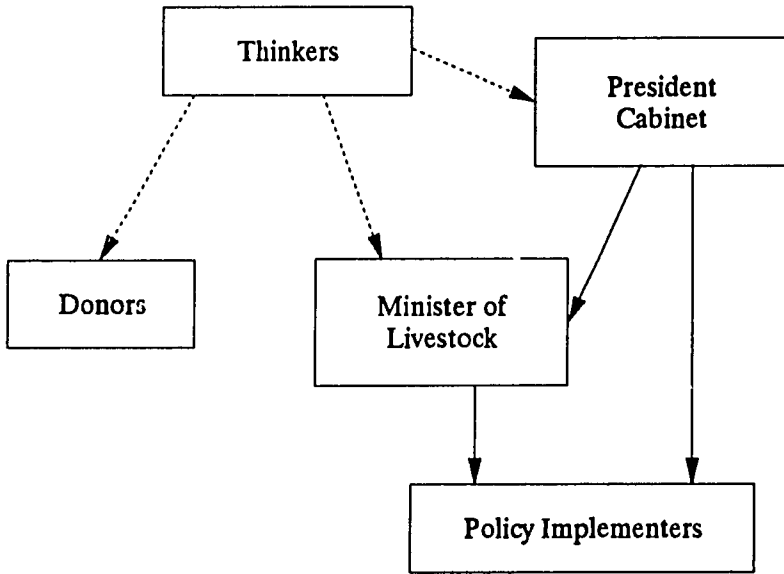 Thinkers
President
Cabinet
Donors
Minister of
Livestock
Policy Implementers